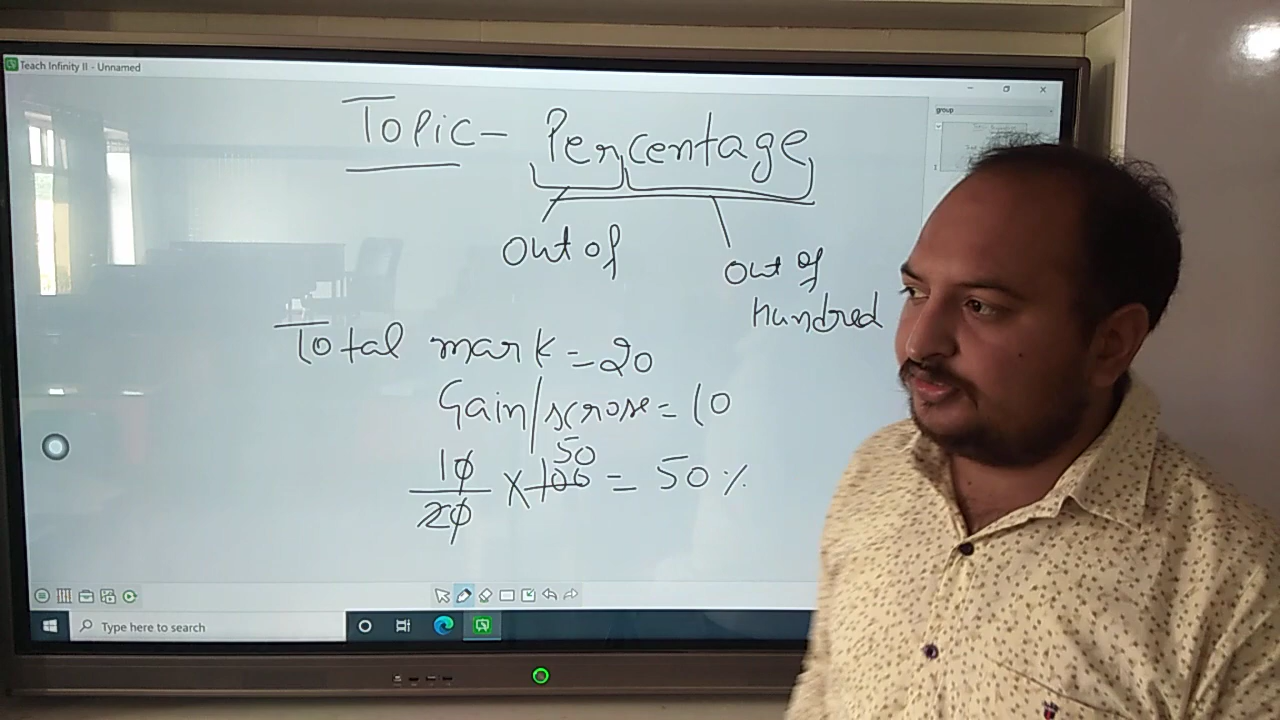 Teach Infinity II - Unnamed
group
Topic - Percentage
Out of
Out of
Hundred
Total mark = 20
Gain/scrose = 10
50
10/20 × 100 = 50 %
Type here to search